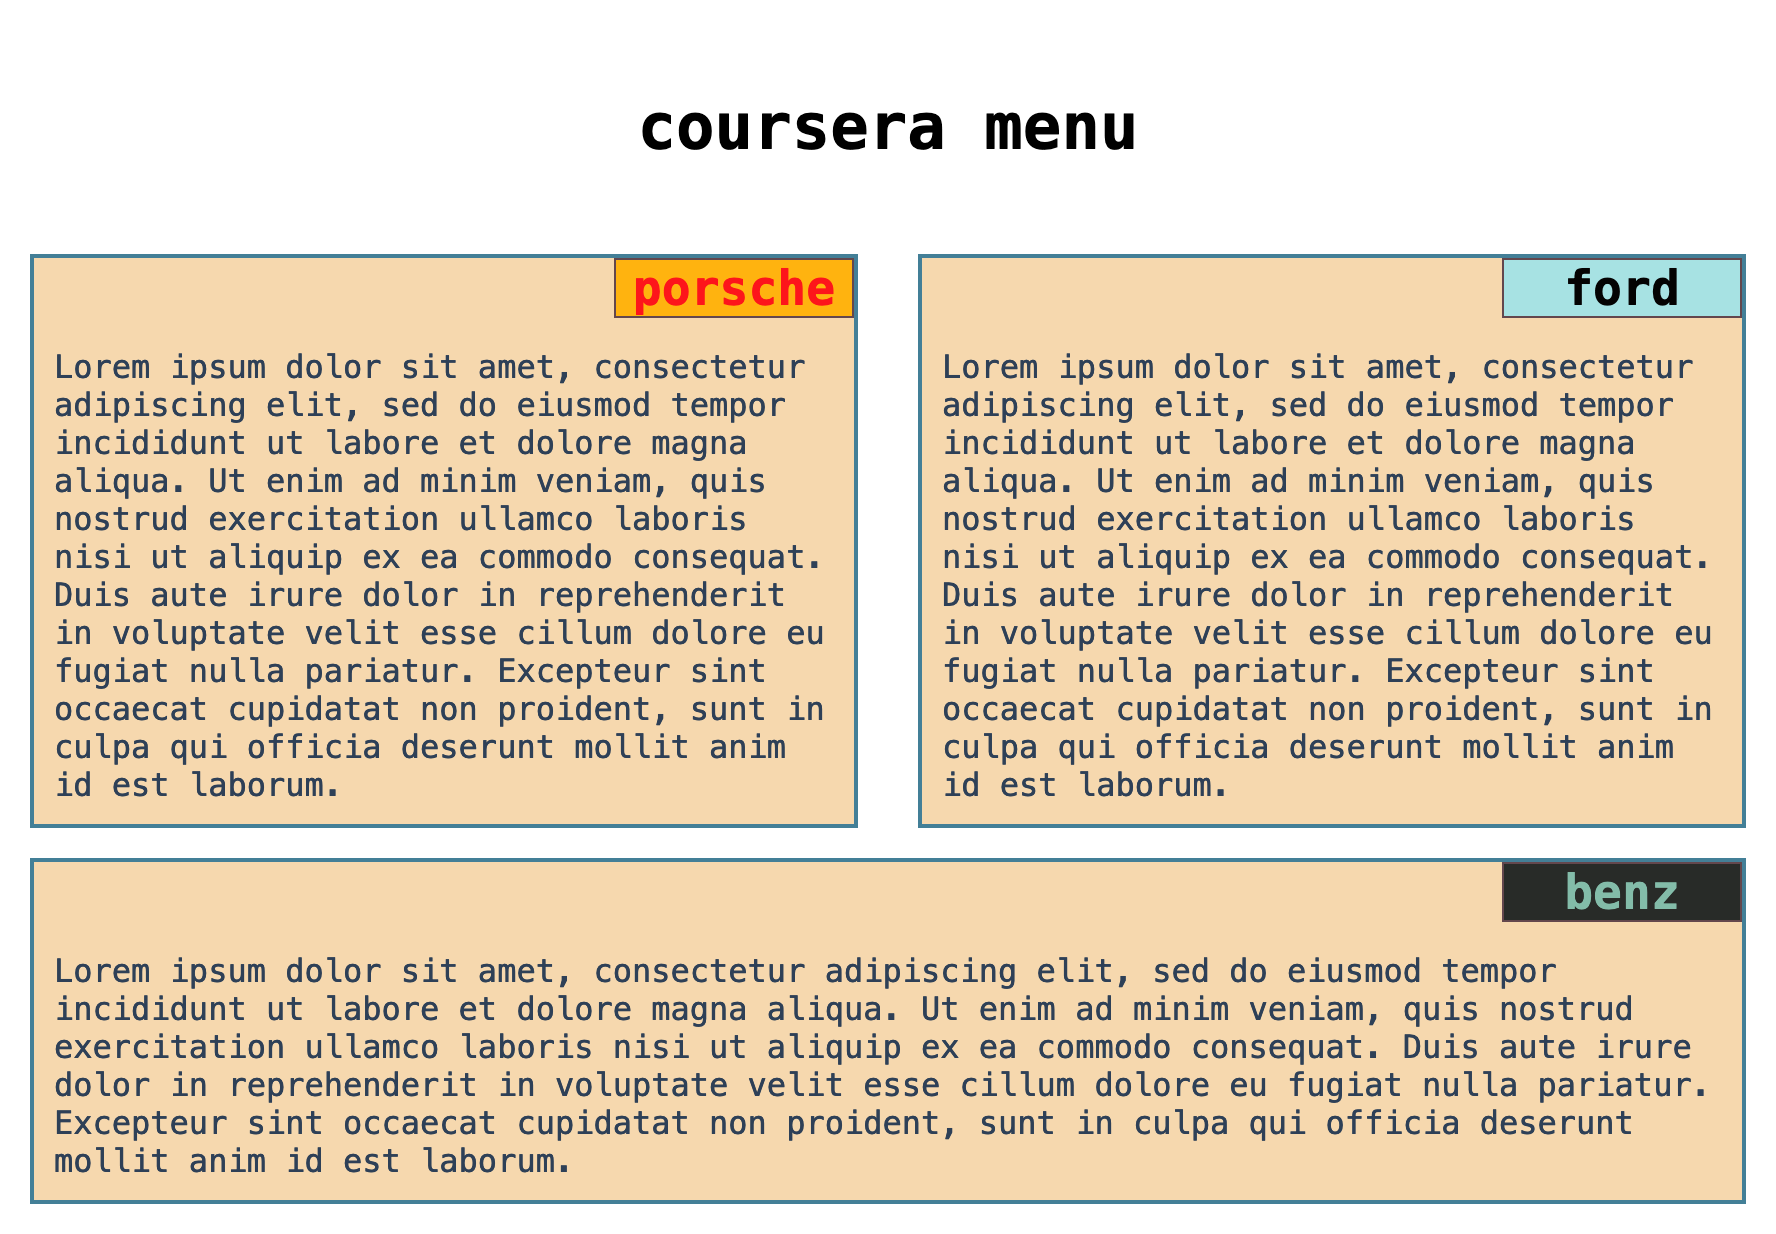 coursera menu
porsche
Lorem ipsum dolor sit amet, consectetur
adipiscing elit, sed do eiusmod tempor
incididunt ut labore et dolore magna
aliqua. Ut enim ad minim veniam, quis
nostrud exercitation ullamco laboris
nisi ut aliquip ex ea commodo consequat.
Duis aute irure dolor in reprehenderit
in voluptate velit esse cillum dolore eu
fugiat nulla pariatur. Excepteur sint
occaecat cupidatat non proident, sunt in
culpa qui officia deserunt mollit anim
id est laborum.
ford
Lorem ipsum dolor sit amet, consectetur
adipiscing elit, sed do eiusmod tempor
incididunt ut labore et dolore magna
aliqua. Ut enim ad minim veniam, quis
nostrud exercitation ullamco laboris
nisi ut aliquip ex ea commodo consequat.
Duis aute irure dolor in reprehenderit
in voluptate velit esse cillum dolore eu
fugiat nulla pariatur. Excepteur sint
occaecat cupidatat non proident, sunt in
culpa qui officia deserunt mollit anim
id est laborum.
benz
Lorem ipsum dolor sit amet, consectetur adipiscing elit, sed do eiusmod tempor
incididunt ut labore et dolore magna aliqua. Ut enim ad minim veniam, quis nostrud
exercitation ullamco laboris nisi ut aliquip ex ea commodo consequat. Duis aute irure
dolor in reprehenderit in voluptate velit esse cillum dolore eu fugiat nulla pariatur.
Excepteur sint occaecat cupidatat non proident, sunt in culpa qui officia deserunt
mollit anim id est laborum.